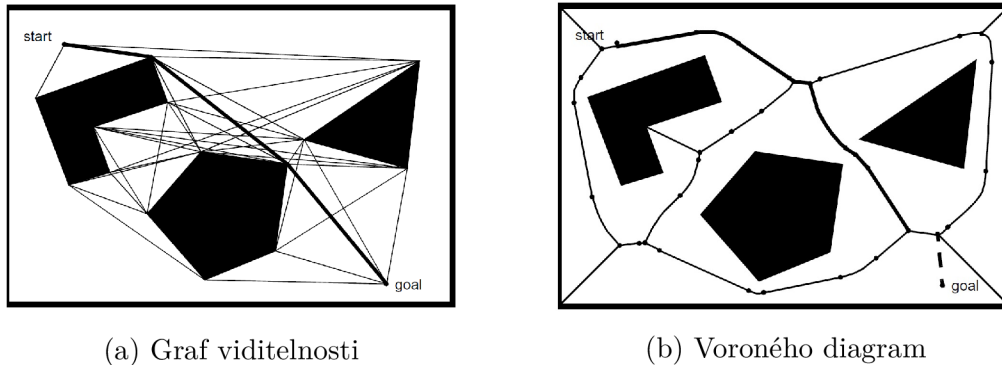 start
goal
(a) Graf viditelnosti
start
goal
(b) Voroného diagram